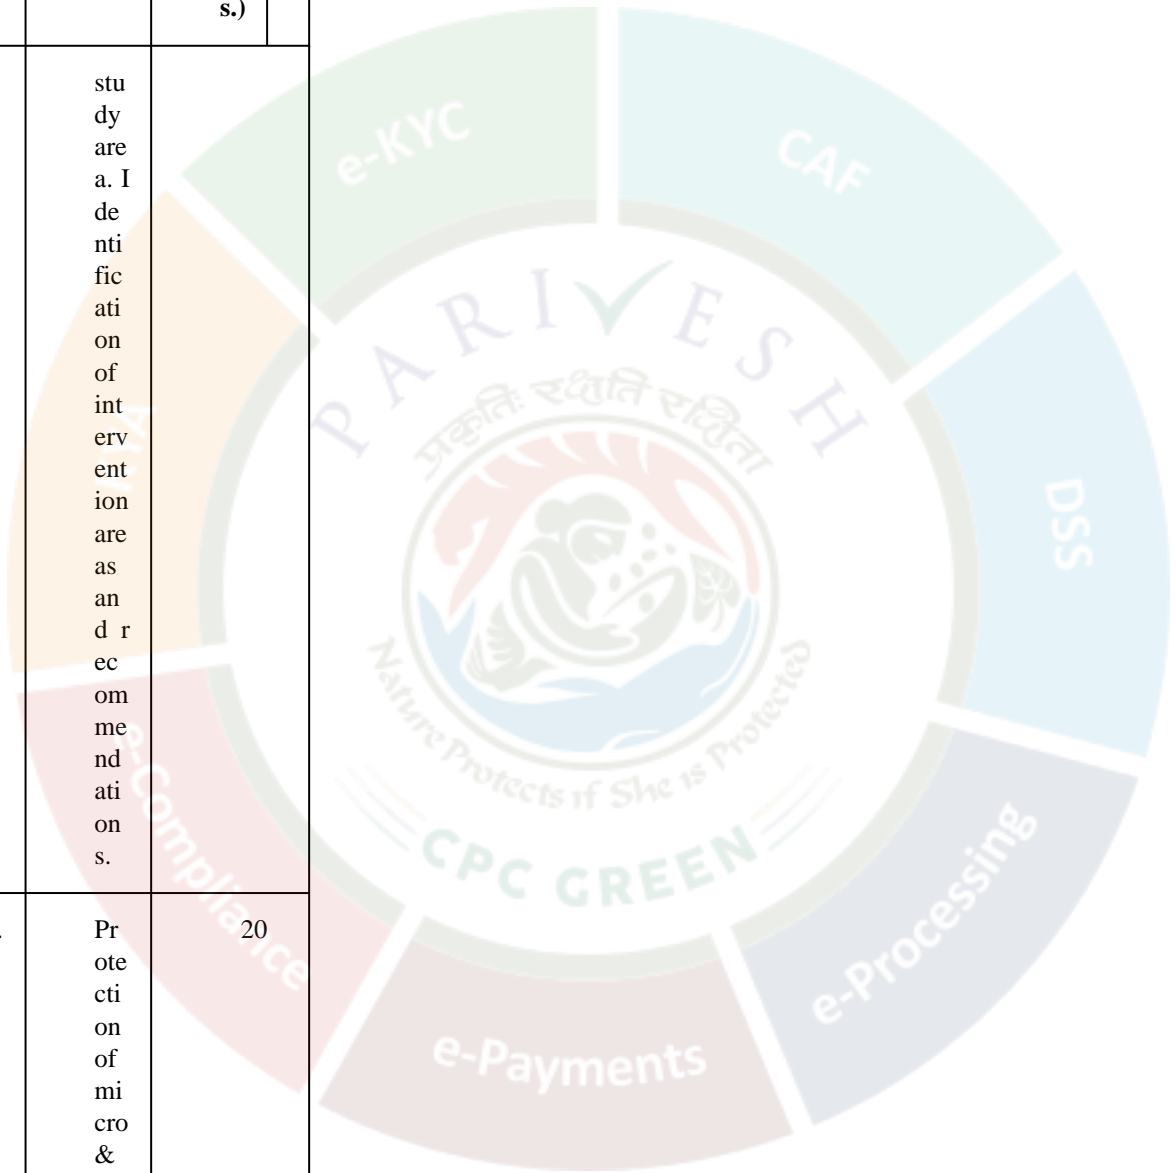 s.)
stu
dy
are
a. I
de
nti
fic
ati
on
of
int
erv
ent
ion
are
as
an
d r
ec
om
me
nd
ati
on
s.
.
Pr
ote
cti
on
of
mi
cro
&
20
e-KYC
CAF
DSS
KYA
e-Compliance
e-Payments
e-Processing
PARIVESH
प्रकृतिः रक्षति रक्षिता
Nature Protects if She is Protected
CPC GREEN